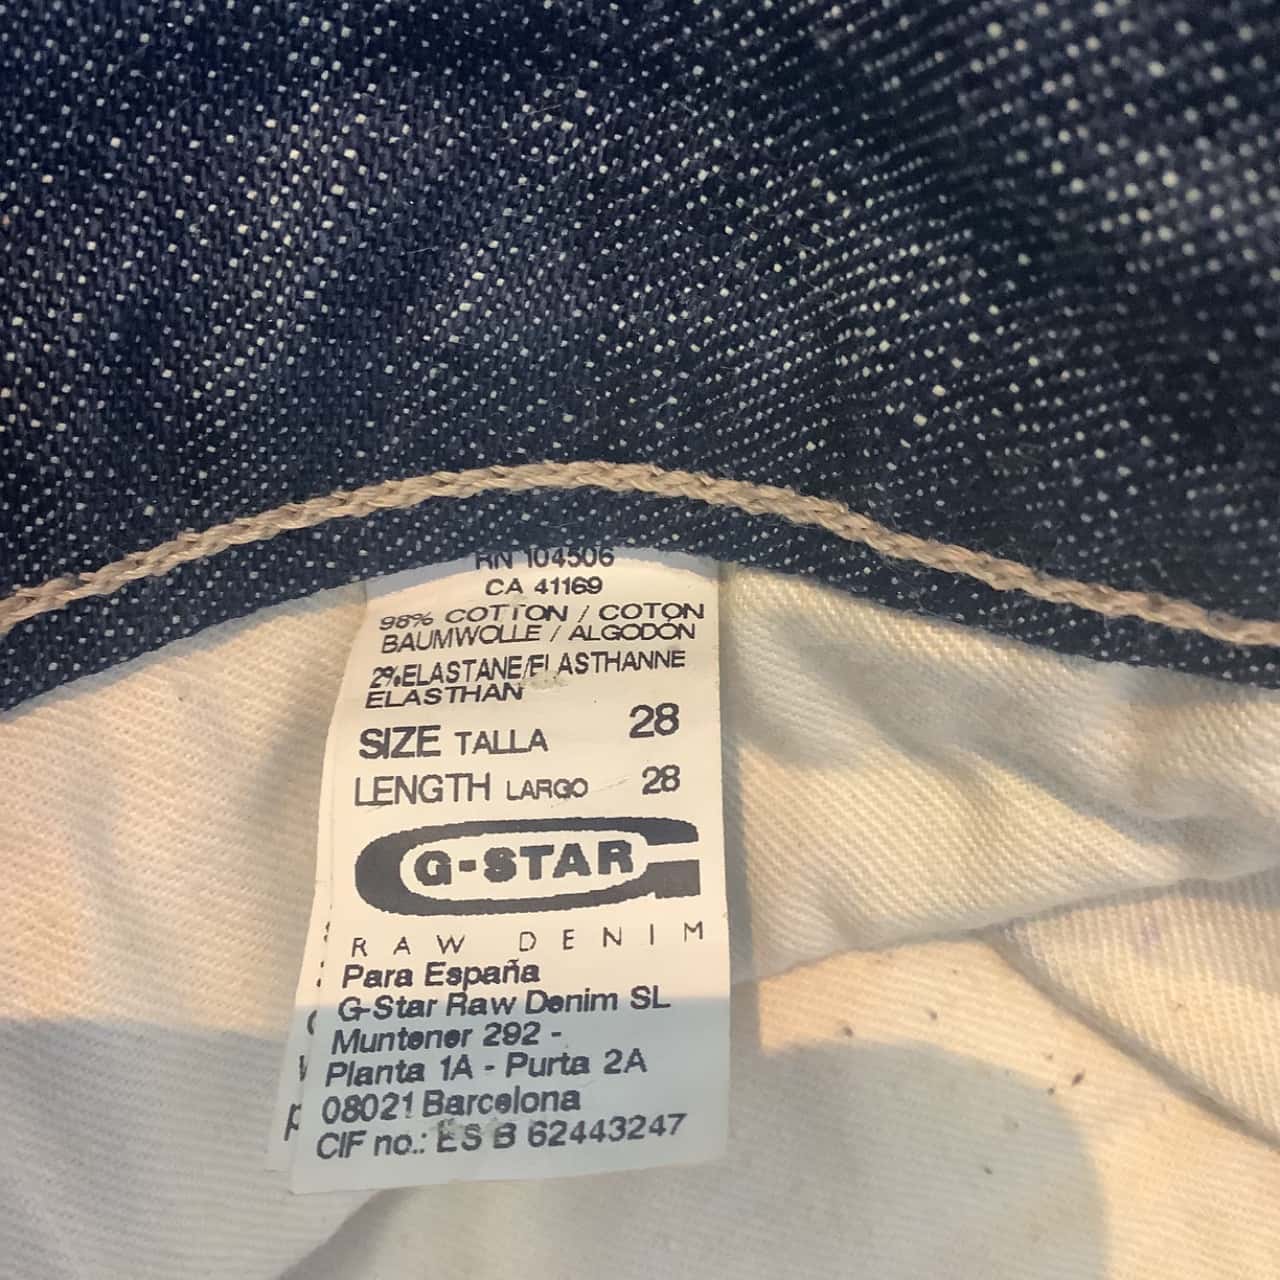 RN 104506
CA 41169
98% COTTON / COTON
BAUMWOLLE / ALGODON
2%ELASTANE/ELASTHANNE
ELASTHAN
SIZE TALLA 28
LENGTH LARGO 28
G-STAR
RAW DENIM
Para España
G-Star Raw Denim SL
Muntener 292 -
Planta 1A - Purta 2A
08021 Barcelona
CIF no.: ES B 62443247